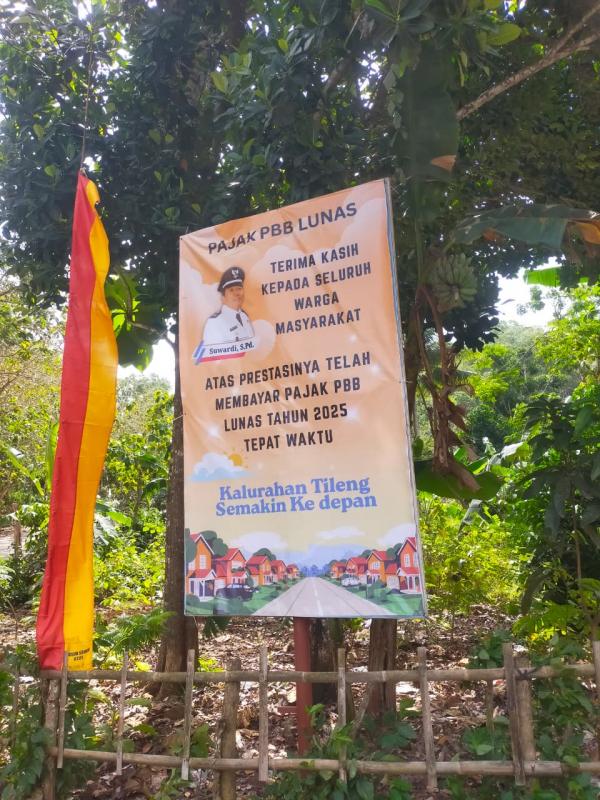 PAJAK PBB LUNAS
TERIMA KASIH
KEPADA SELURUH
WARGA
MASYARAKAT
Suwardi, S.Pd.
ATAS PRESTASINYA TELAH
MEMBAYAR PAJAK PBB
LUNAS TAHUN 2025
TEPAT WAKTU
Kalurahan Tileng
Semakin Ke depan